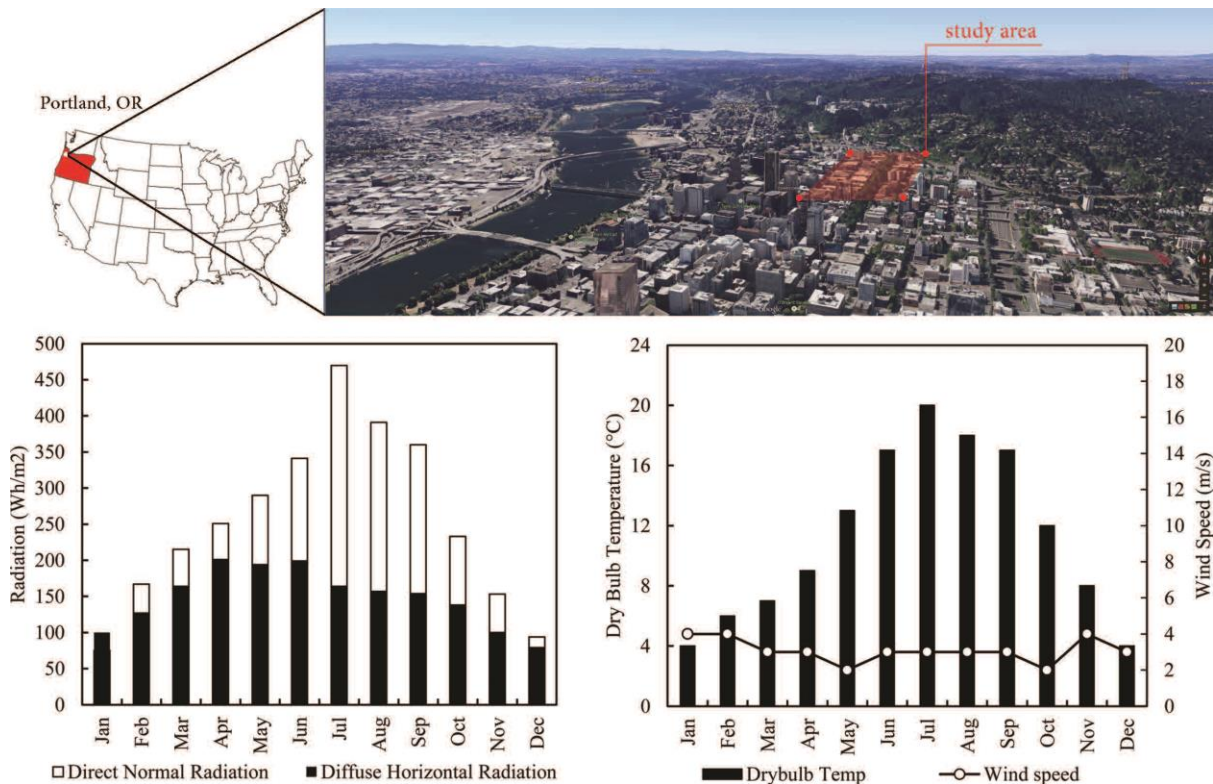 study area
Portland, OR
Google
500
450
400
350
300
250
200
150
100
50
0
Radiation (Wh/m2)
Jan
Feb
Mar
Apr
May
Jun
Jul
Aug
Sep
Oct
Nov
Dec
Direct Normal Radiation
Diffuse Horizontal Radiation
24
20
16
12
8
4
0
Dry Bulb Temperature (°C)
20
18
16
14
12
10
8
6
4
2
0
Wind Speed (m/s)
Jan
Feb
Mar
Apr
May
Jun
Jul
Aug
Sep
Oct
Nov
Dec
Drybulb Temp
Wind speed